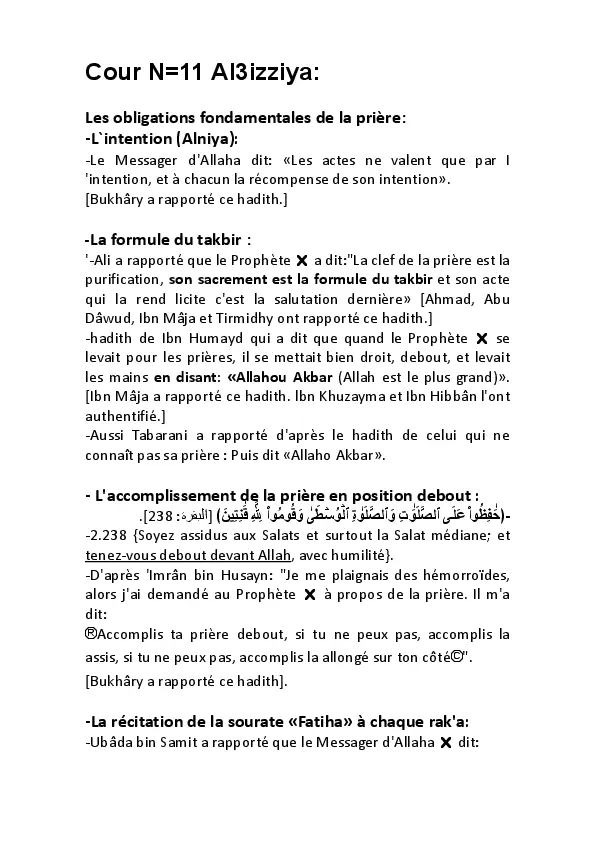 Cour N=11 Al3izziya:
Les obligations fondamentales de la prière:
-L`intention (Alniya):
-Le Messager d'Allaha dit: «Les actes ne valent que par l
'intention, et à chacun la récompense de son intention».
[Bukhâry a rapporté ce hadith.]
-La formule du takbir :
'-Ali a rapporté que le Prophète ✗ a dit:"La clef de la prière est la
purification, son sacrement est la formule du takbir et son acte
qui la rend licite c'est la salutation dernière» [Ahmad, Abu
Dâwud, Ibn Mâja et Tirmidhy ont rapporté ce hadith.]
-hadith de Ibn Humayd qui a dit que quand le Prophète ✗ se
levait pour les prières, il se mettait bien droit, debout, et levait
les mains en disant: «Allahou Akbar (Allah est le plus grand)».
[Ibn Mâja a rapporté ce hadith. lbn Khuzayma et Ibn Hibbân l'ont
authentifié.]
-Aussi Tabarani a rapporté d'après le hadith de celui qui ne
connaît pas sa prière : Puis dit «Allaho Akbar».
- L'accomplissement de la prière en position debout :
-(حَٰفِظُواْ عَلَى ٱلصَّلَوَٰتِ وَٱلصَّلَوٰةِ ٱلۡوُسۡطَىٰ وَقُومُواْ لِلَّهِ قَٰنِتِينَ) [البقرة: 238].
-2.238 {Soyez assidus aux Salats et surtout la Salat médiane; et
tenez-vous debout devant Allah, avec humilité}.
-D'après 'Imrân bin Husayn: "Je me plaignais des hémorroïdes,
alors j'ai demandé au Prophète ✗ à propos de la prière. Il m'a
dit:
®Accomplis ta prière debout, si tu ne peux pas, accomplis la
assis, si tu ne peux pas, accomplis la allongé sur ton côté©".
[Bukhâry a rapporté ce hadith].
-La récitation de la sourate «Fatiha» à chaque rak'a:
-Ubâda bin Samit a rapporté que le Messager d'Allaha ✗ dit: